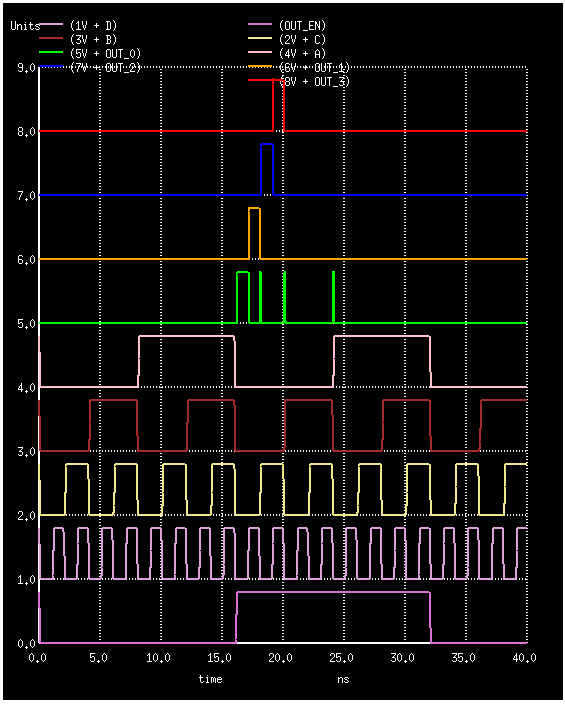 Units (1V + D) (OUT_EN)
(3V + B) (2V + C)
(5V + OUT_0) (4V + A)
9.0 (7V + OUT_2) (6V + OUT_1)
(8V + OUT_3)
8.0
7.0
6.0
5.0
4.0
3.0
2.0
1.0
0.0
0.0 5.0 10.0 15.0 20.0 25.0 30.0 35.0 40.0
time ns